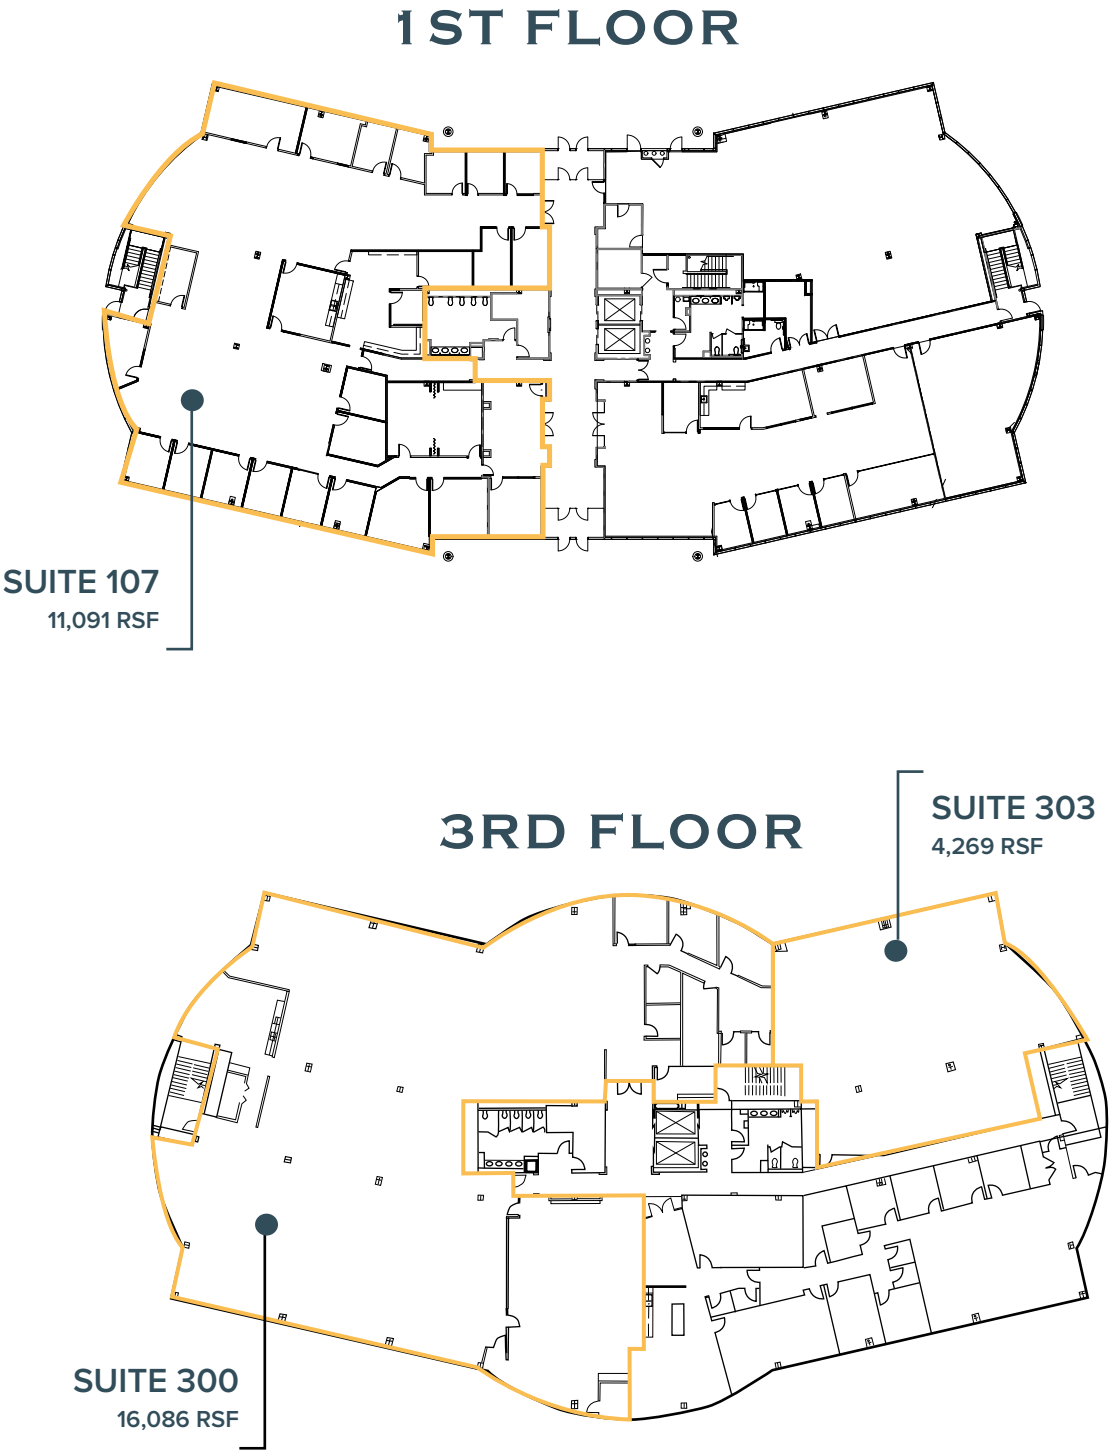 1ST FLOOR
SUITE 107
11,091 RSF
SUITE 303
4,269 RSF
3RD FLOOR
SUITE 300
16,086 RSF